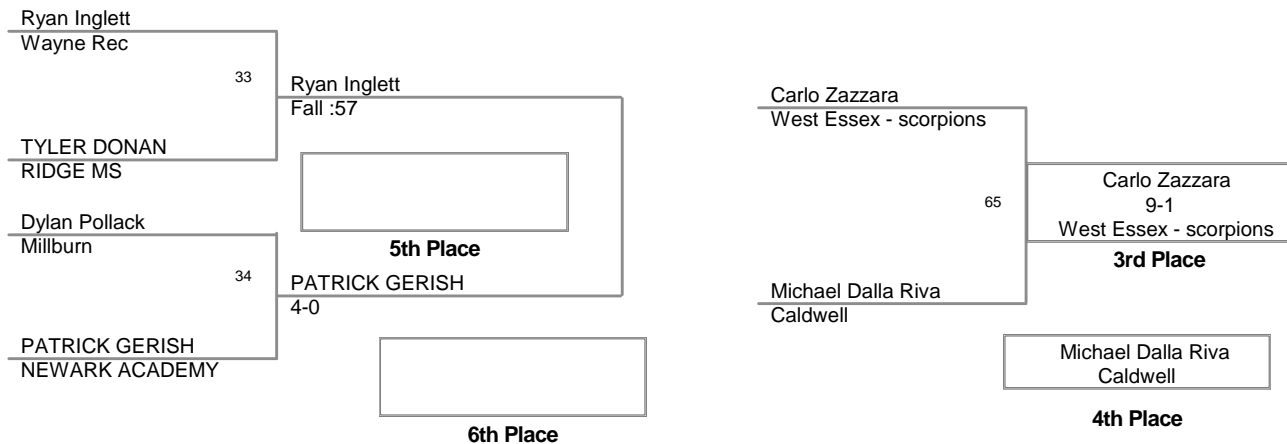 Ryan Inglett
Wayne Rec
33
Ryan Inglett
Fall :57
TYLER DONAN
RIDGE MS
Dylan Pollack
Millburn
5th Place
34
PATRICK GERISH
4-0
PATRICK GERISH
NEWARK ACADEMY
6th Place
Carlo Zazzara
West Essex - scorpions
65
Carlo Zazzara
9-1
West Essex - scorpions
3rd Place
Michael Dalla Riva
Caldwell
Michael Dalla Riva
Caldwell
4th Place